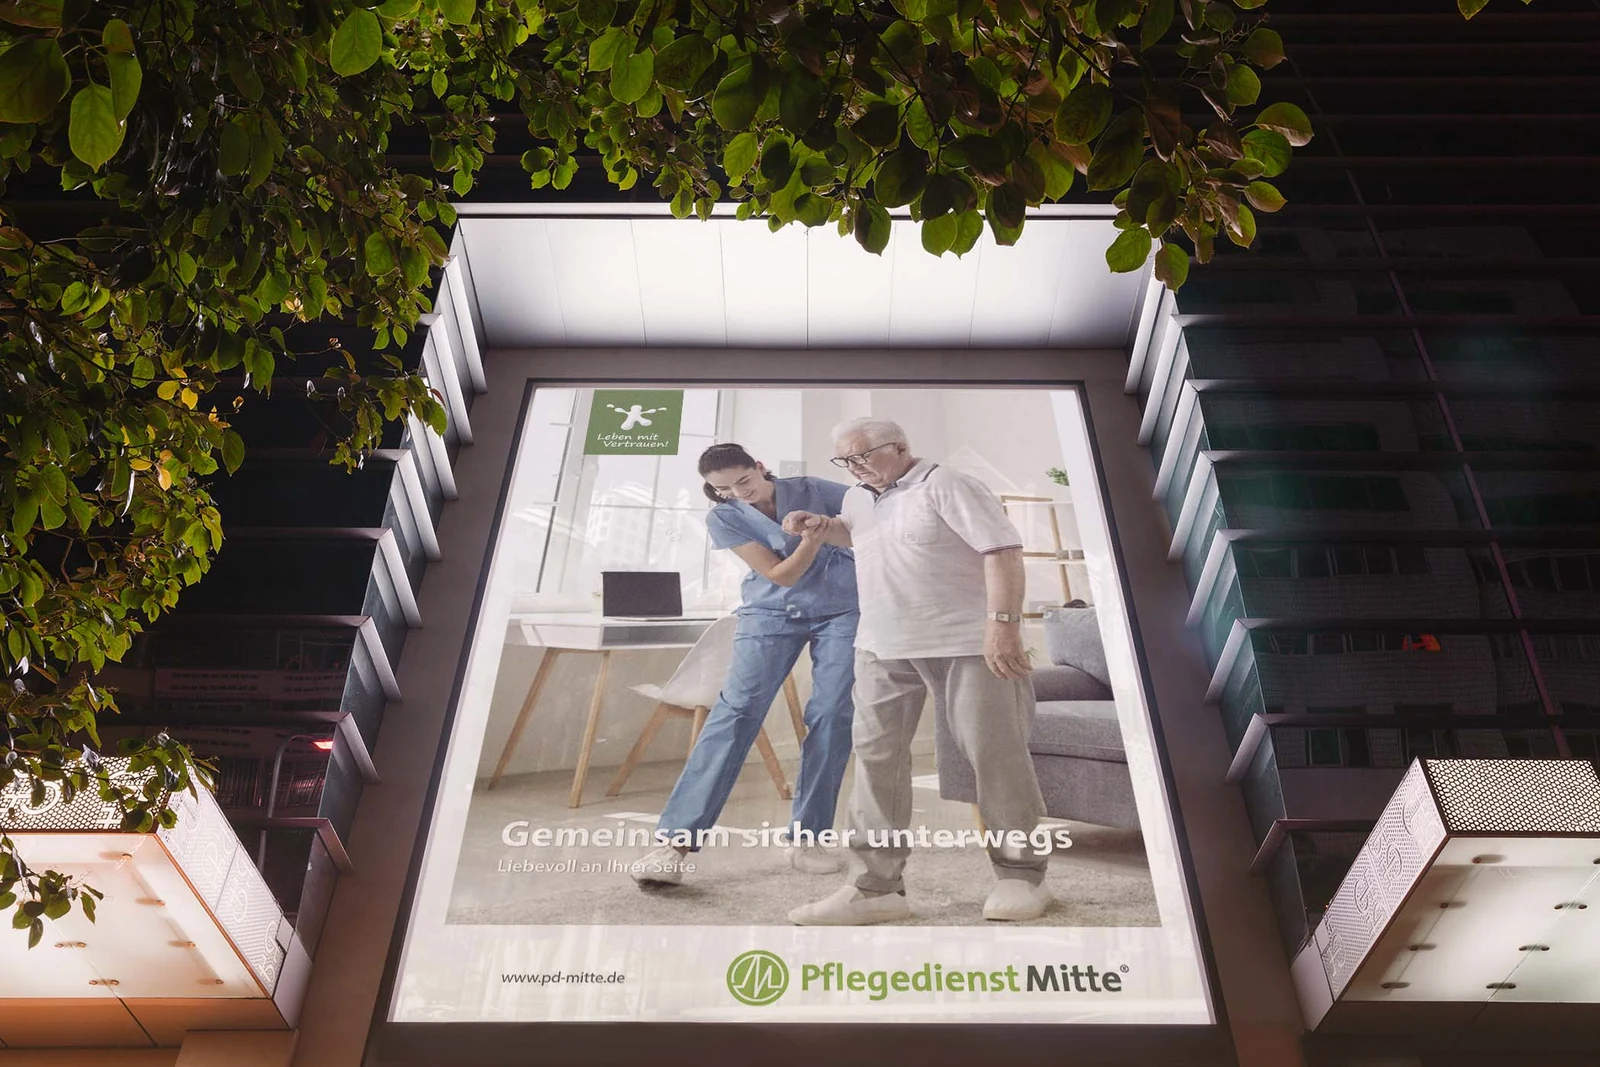 Leben mit
Vertrauen!
Gemeinsam sicher unterwegs
Liebevoll an Ihrer Seite
www.pd-mitte.de
Pflegedienst Mitte®